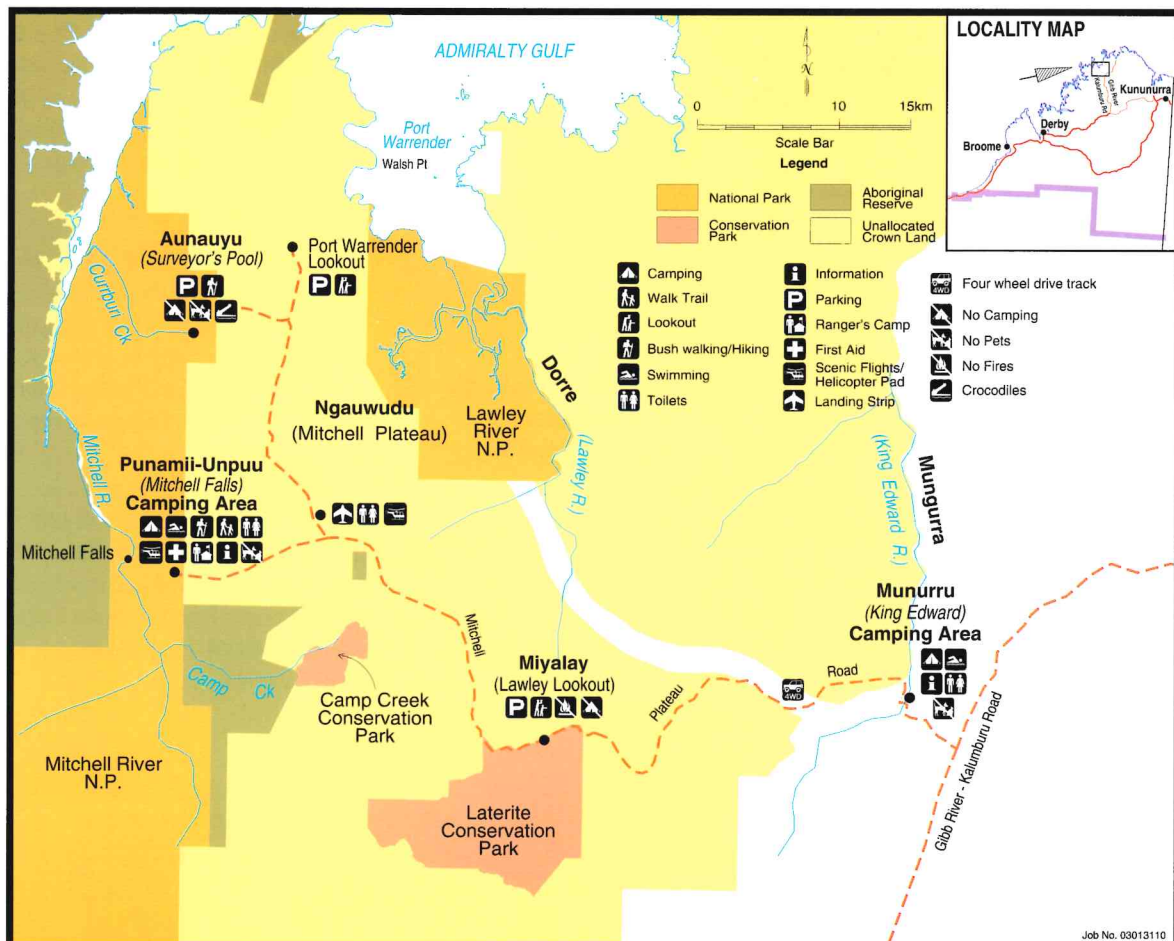 ADMIRALTY GULF
Port
Warrender
Walsh Pt
N
0 10 15km
Scale Bar
Legend
National Park
Aboriginal
Reserve
Conservation
Park
Unallocated
Crown Land
Camping
Walk Trail
Lookout
Bush walking/Hiking
Swimming
Toilets
i Information
P Parking
Ranger's Camp
First Aid
Scenic Flights/
Helicopter Pad
Landing Strip
4WD Four wheel drive track
No Camping
No Pets
No Fires
Crocodiles
LOCALITY MAP
Kununurra
Gibb River
Kalumburu Rd
Derby
Broome
Aunauyu
(Surveyor's Pool)
P
Port Warrender
Lookout
P
Currbun Ck
Ngauwudu
(Mitchell Plateau)
Lawley
River
N.P.
Dorre
(Lawley R.)
Mungurra
(King Edward R.)
Mitchell R.
Punamii-Unpuu
(Mitchell Falls)
Camping Area
i
Mitchell Falls
Munurru
(King Edward)
Camping Area
i
Mitchell
Plateau
4WD
Road
Miyalay
(Lawley Lookout)
P
Camp Ck
Camp Creek
Conservation
Park
Mitchell River
N.P.
Laterite
Conservation
Park
Gibb River - Kalumburu Road
Job No. 03013110